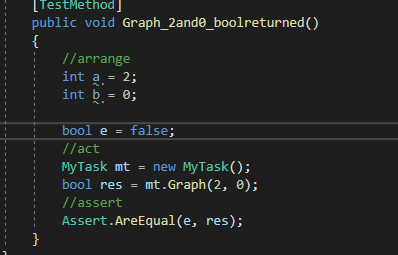 [TestMethod]
public void Graph_2and0_boolreturned()
{
//arrange
int a = 2;
int b = 0;
bool e = false;
//act
MyTask mt = new MyTask();
bool res = mt.Graph(2, 0);
//assert
Assert.AreEqual(e, res);
}